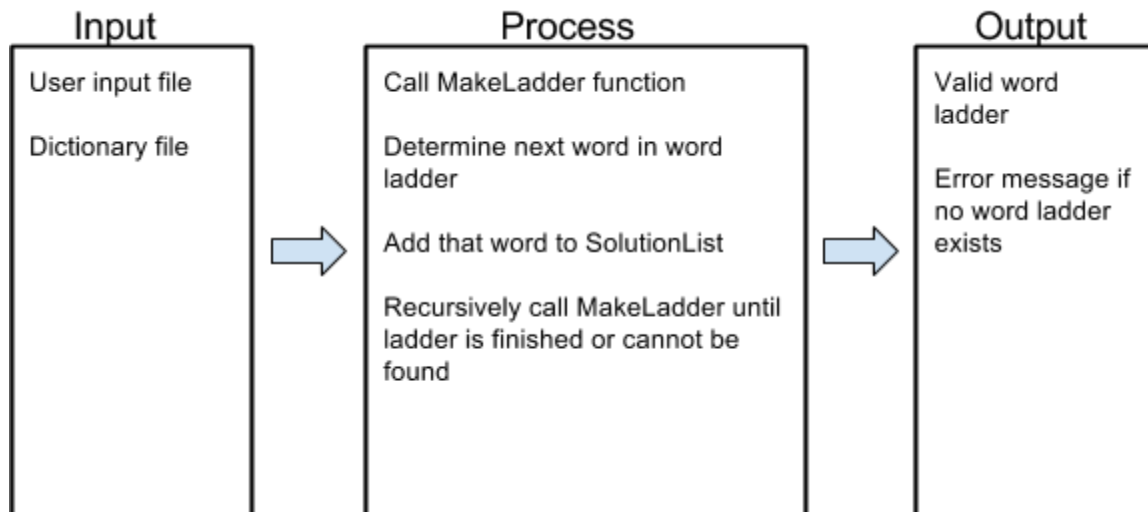 Input
User input file
Dictionary file
Process
Call MakeLadder function
Determine next word in word
ladder
Add that word to SolutionList
Recursively call MakeLadder until
ladder is finished or cannot be
found
Output
Valid word
ladder
Error message if
no word ladder
exists